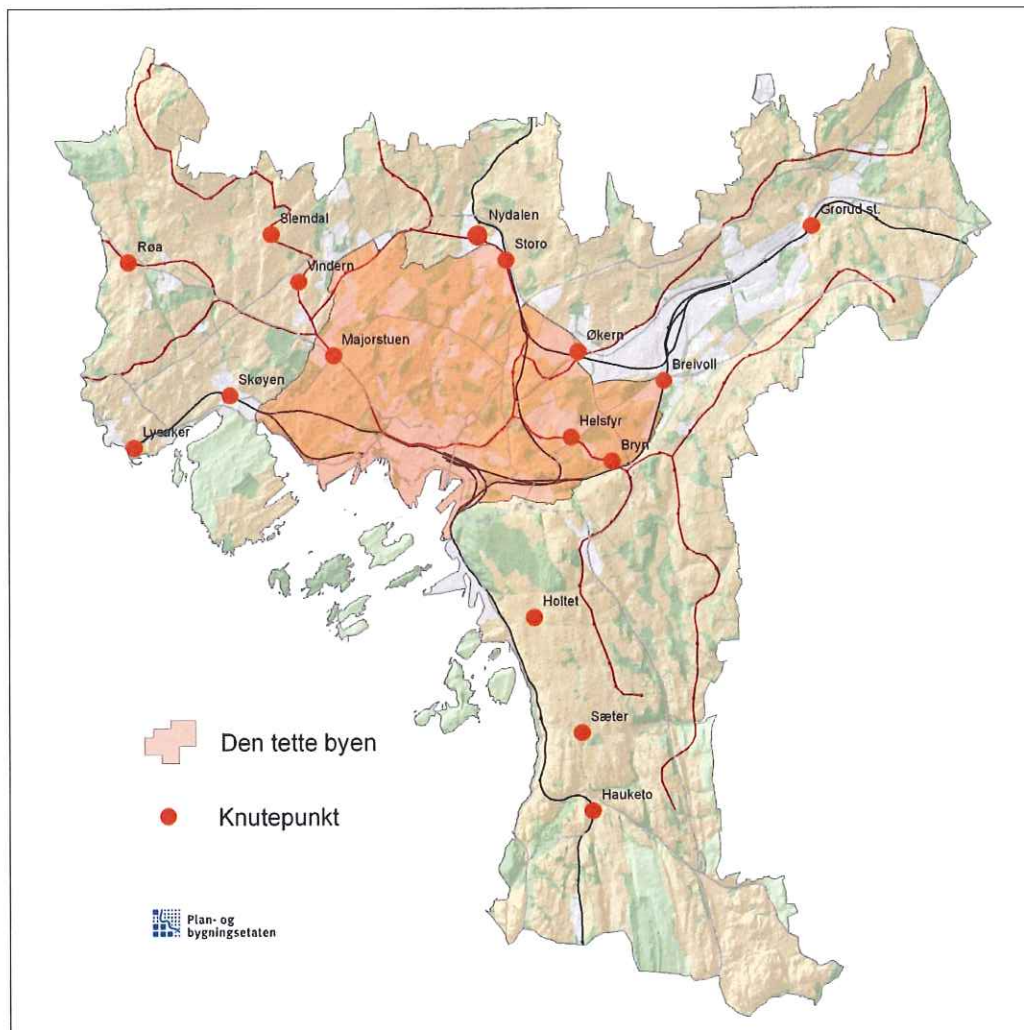 Slemdal
Nydalen
Grorud st.
Røa
Storo
Vindern
Økern
Majorstuen
Breivoll
Skøyen
Helsfyr
Lysaker
Bryn
Holtet
Sæter
Den tette byen
Hauketo
Knutepunkt
Plan- og
bygningsetaten